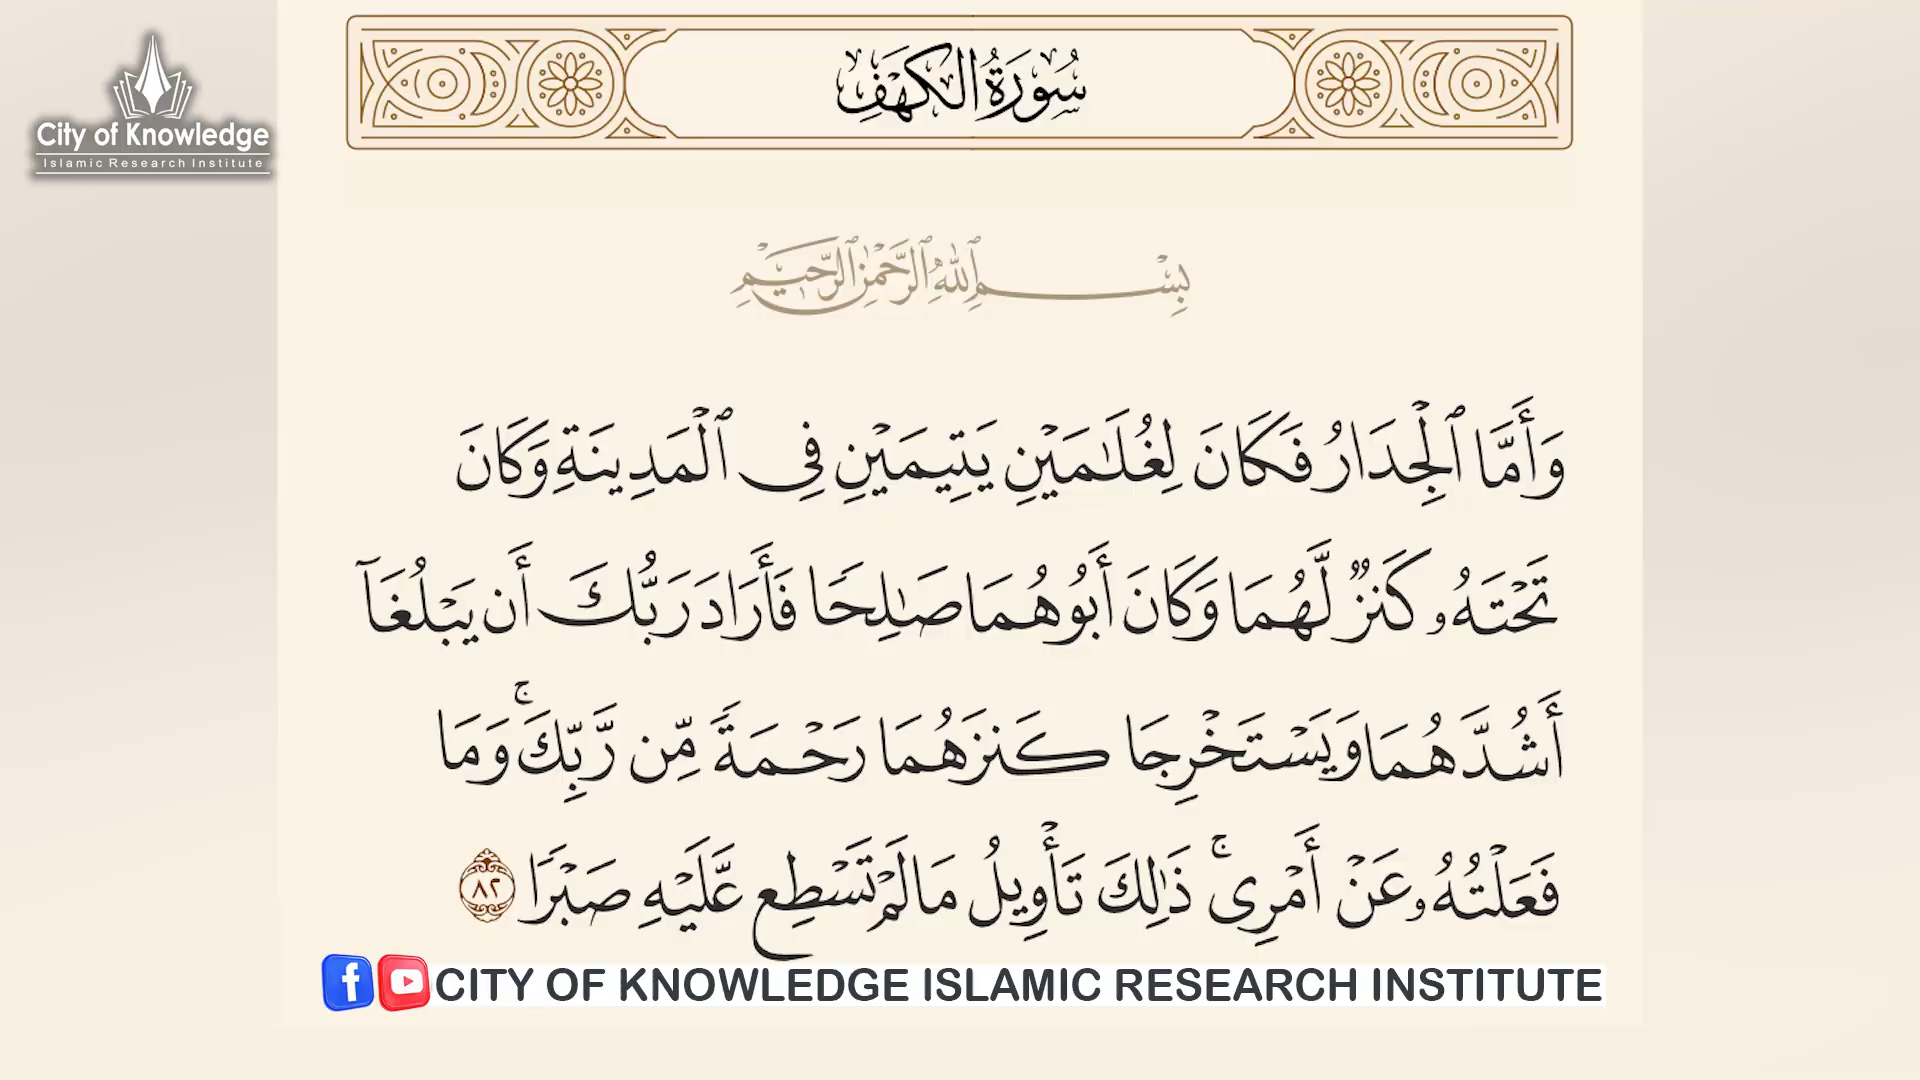 City of Knowledge
Islamic Research Institute
سُورَةُ الكَهْفِ
بِسْمِ ٱللَّهِ ٱلرَّحْمَٰنِ ٱلرَّحِيمِ
وَأَمَّا ٱلْجِدَارُ فَكَانَ لِغُلَٰمَيْنِ يَتِيمَيْنِ فِى ٱلْمَدِينَةِ وَكَانَ
تَحْتَهُۥ كَنزٌ لَّهُمَا وَكَانَ أَبُوهُمَا صَٰلِحًا فَأَرَادَ رَبُّكَ أَن يَبْلُغَآ
أَشُدَّهُمَا وَيَسْتَخْرِجَا كَنزَهُمَا رَحْمَةً مِّن رَّبِّكَ ۚ وَمَا
فَعَلْتُهُۥ عَنْ أَمْرِى ۚ ذَٰلِكَ تَأْوِيلُ مَا لَمْ تَسْطِع عَّلَيْهِ صَبْرًا ٨٢
CITY OF KNOWLEDGE ISLAMIC RESEARCH INSTITUTE